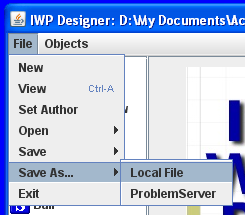 IWP Designer: D:\My Documents\Ac
File Objects
New
View Ctrl-A
Set Author
Open
Save
Save As... Local File
Exit ProblemServer
Ball